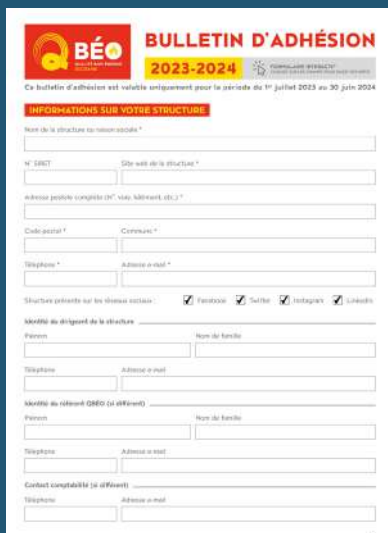 BÉO
BULLETIN D'ADHÉSION
2023-2024
FORMULAIRE INTERACTIF
Ce bulletin d'adhésion est valable uniquement pour la période du 1er juillet 2023 au 30 juin 2024
INFORMATIONS SUR VOTRE STRUCTURE
Nom de la structure ou raison sociale *
N° SIRET Site web de la structure *
Adresse postale complète (N°, voie, bâtiment, etc.) *
Code postal * Commune *
Téléphone * Adresse e-mail *
Structure présente sur les réseaux sociaux : Facebook Twitter Instagram LinkedIn
Identité du dirigeant de la structure
Prénom Nom de famille
Téléphone Adresse e-mail
Identité du référent QBÉO (si différent)
Prénom Nom de famille
Téléphone Adresse e-mail
Contact comptabilité (si différent)
Téléphone Adresse e-mail